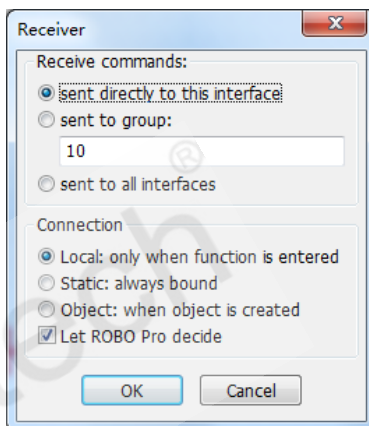 Receiver
Receive commands:
sent directly to this interface
sent to group:
10
sent to all interfaces
Connection
Local: only when function is entered
Static: always bound
Object: when object is created
Let ROBO Pro decide
OK
Cancel